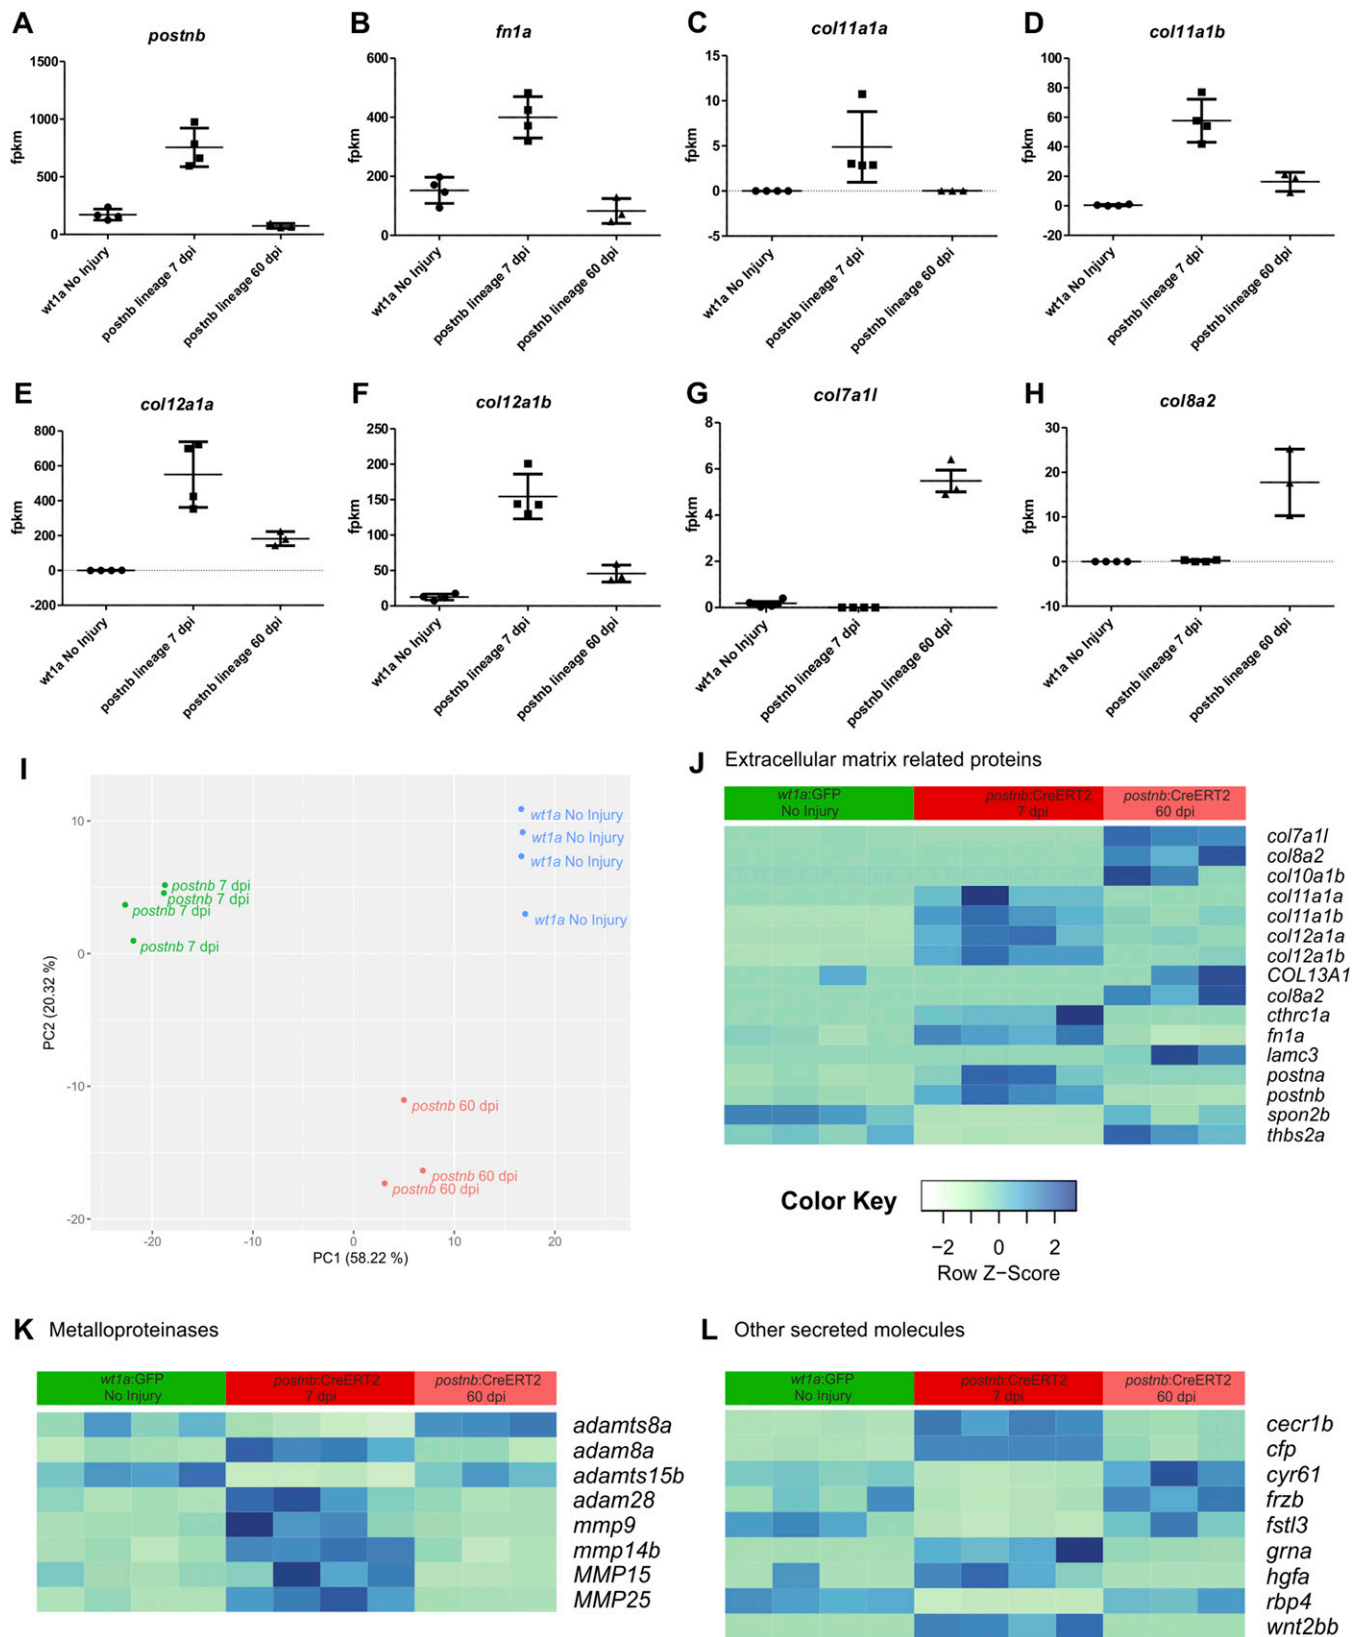 A
postnb
1500
1000
500
0
fpkm
wt1a No Injury
postnb lineage 7 dpi
postnb lineage 60 dpi
B
fn1a
600
400
200
0
fpkm
wt1a No Injury
postnb lineage 7 dpi
postnb lineage 60 dpi
C
col11a1a
15
10
5
0
-5
fpkm
wt1a No Injury
postnb lineage 7 dpi
postnb lineage 60 dpi
D
col11a1b
100
80
60
40
20
0
-20
fpkm
wt1a No Injury
postnb lineage 7 dpi
postnb lineage 60 dpi
E
col12a1a
800
600
400
200
0
-200
fpkm
wt1a No Injury
postnb lineage 7 dpi
postnb lineage 60 dpi
F
col12a1b
250
200
150
100
50
0
fpkm
wt1a No Injury
postnb lineage 7 dpi
postnb lineage 60 dpi
G
col7a1l
8
6
4
2
0
fpkm
wt1a No Injury
postnb lineage 7 dpi
postnb lineage 60 dpi
H
col8a2
30
20
10
0
-10
fpkm
wt1a No Injury
postnb lineage 7 dpi
postnb lineage 60 dpi
I
wt1a No Injury
wt1a No Injury
wt1a No Injury
wt1a No Injury
postnb 7 dpi
postnb 7 dpi
postnb 7 dpi
postnb 7 dpi
postnb 60 dpi
postnb 60 dpi
postnb 60 dpi
10
0
-10
-20
PC2 (20.32 %)
-20
-10
0
10
20
PC1 (58.22 %)
J Extracellular matrix related proteins
wt1a:GFP
No Injury
postnb:CreERT2
7 dpi
postnb:CreERT2
60 dpi
col7a1l
col8a2
col10a1b
col11a1a
col11a1b
col12a1a
col12a1b
COL13A1
col8a2
cthrc1a
fn1a
lamc3
postna
postnb
spon2b
thbs2a
Color Key
−2 0 2
Row Z−Score
K Metalloproteinases
wt1a:GFP
No Injury
postnb:CreERT2
7 dpi
postnb:CreERT2
60 dpi
adamts8a
adam8a
adamts15b
adam28
mmp9
mmp14b
MMP15
MMP25
L Other secreted molecules
wt1a:GFP
No Injury
postnb:CreERT2
7 dpi
postnb:CreERT2
60 dpi
cecr1b
cfp
cyr61
frzb
fstl3
grna
hgfa
rbp4
wnt2bb